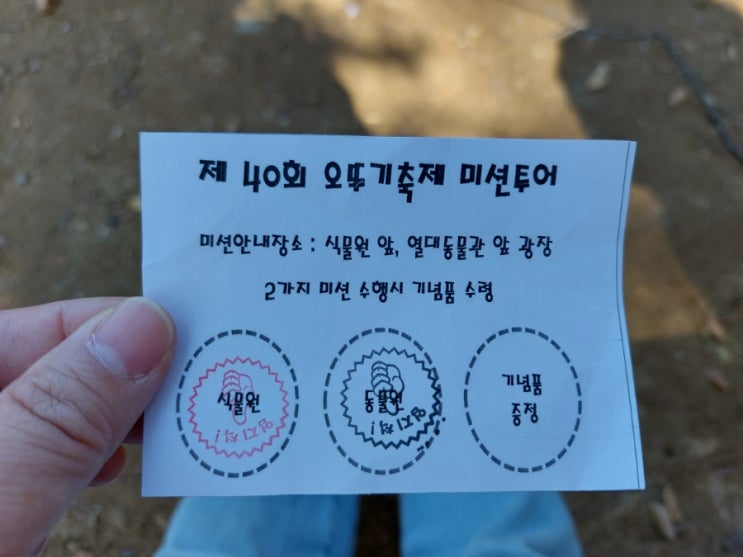 제 40회 오뚜기축제 미션투어
미션안내장소 : 식물원 앞, 열대동물관 앞 광장
2가지 미션 수행시 기념품 수령
식물원
동물원
기념품
증정